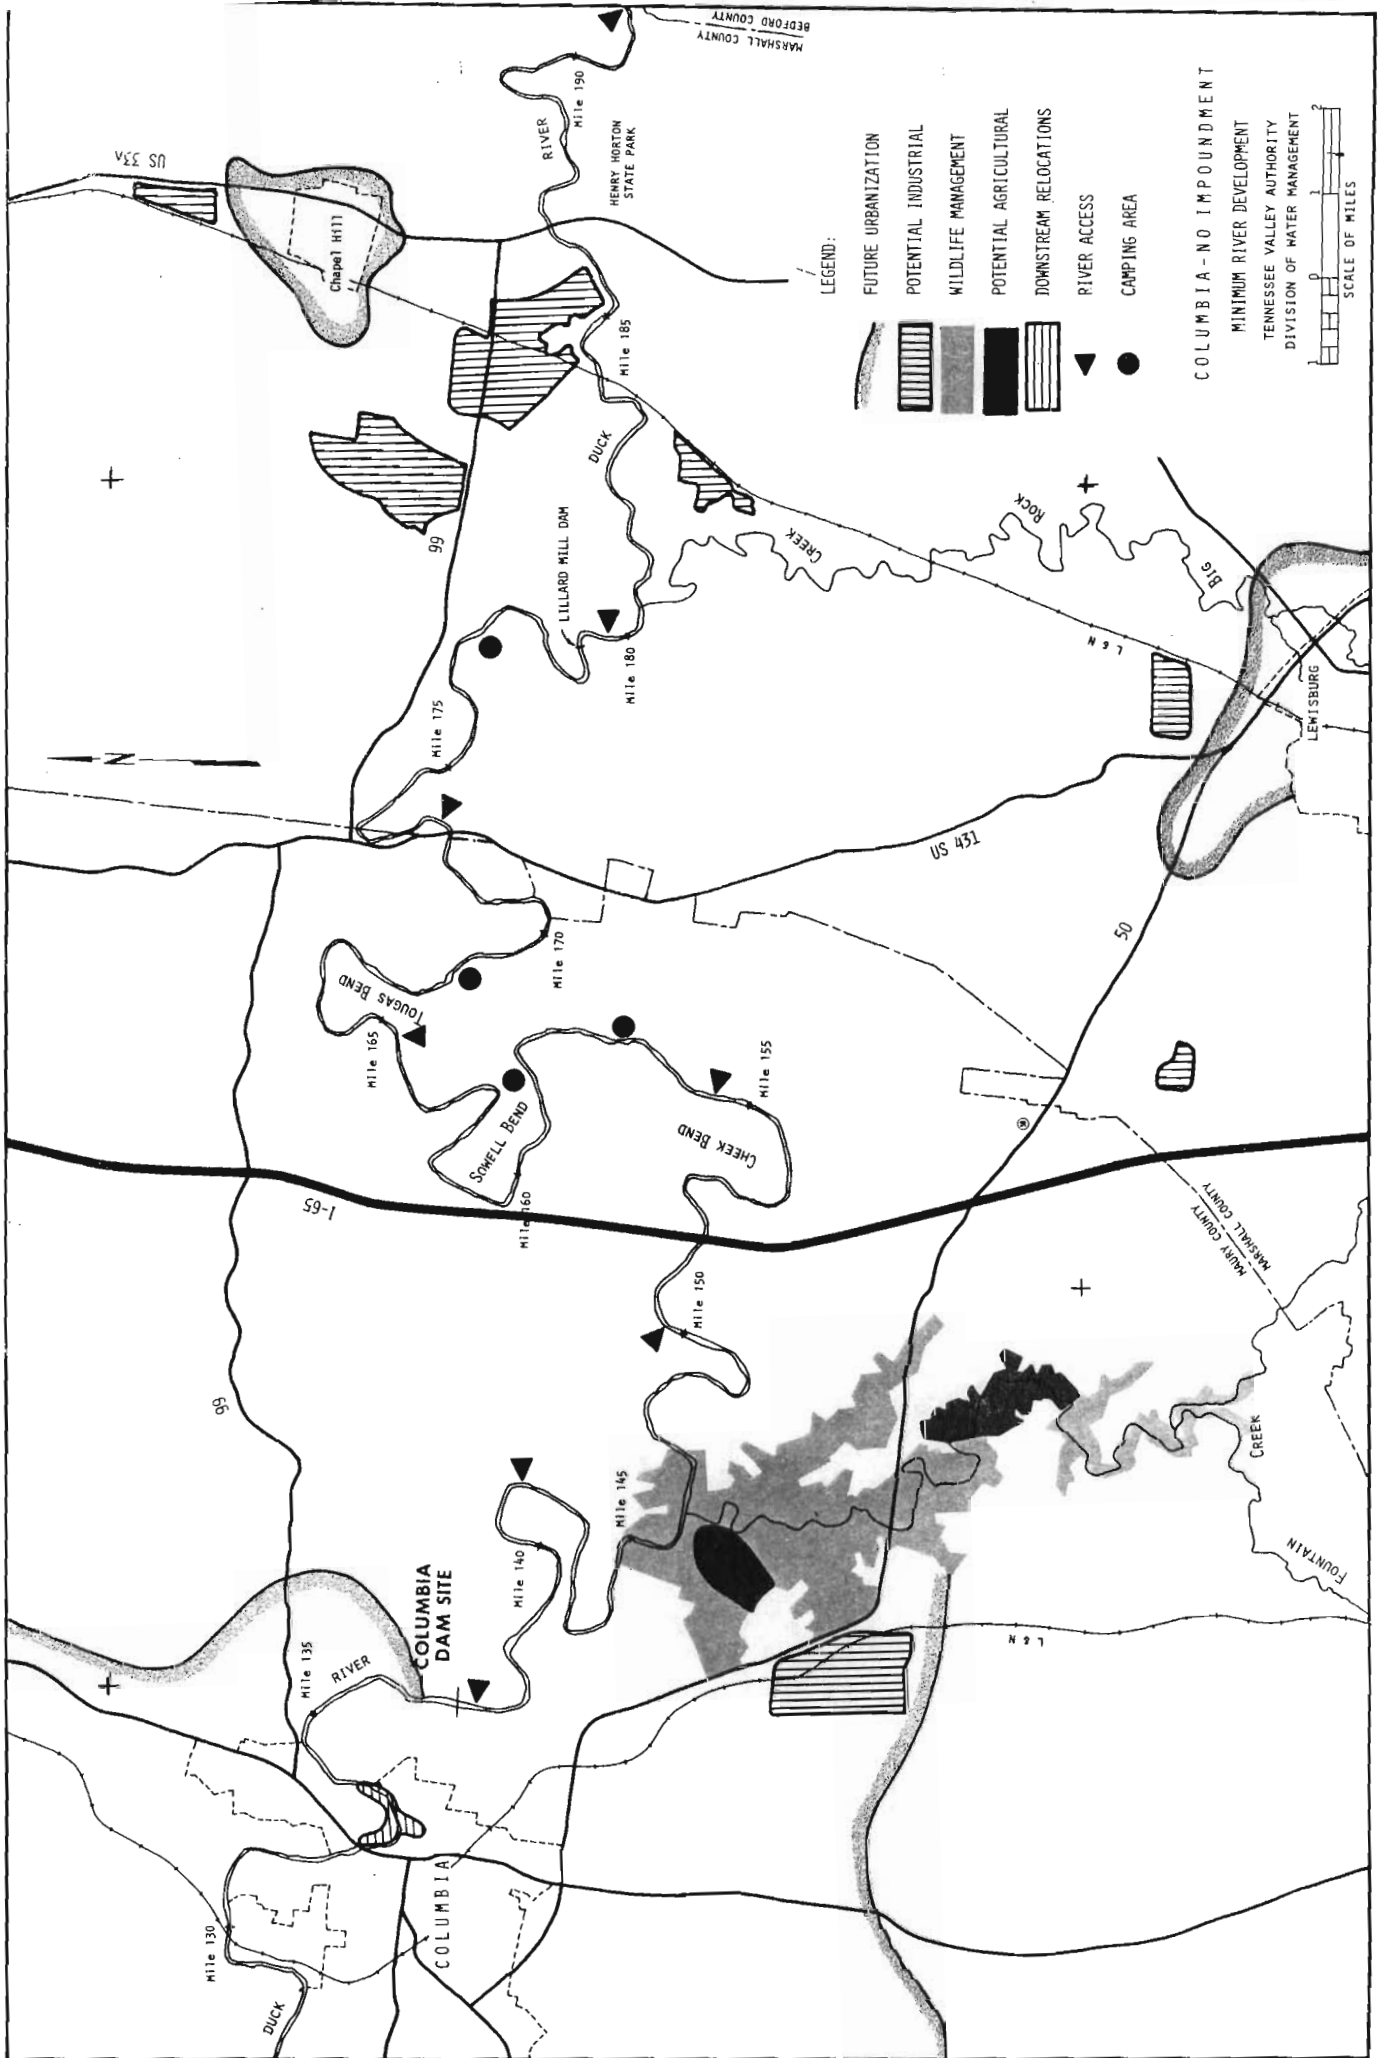 MARSHALL COUNTY
BEDFORD COUNTY
Mile 190
RIVER
HENRY HORTON
STATE PARK
US 33A
Chapel Hill
Mile 185
DUCK
99
LILLARD MILL DAM
CREEK
ROCK
BIG
L & N
LEWISBURG
Mile 180
Mile 175
N
US 431
50
Mile 170
TOUGAS BEND
Mile 165
SOWELL BEND
Mile 160
CHEEK BEND
Mile 155
I-65
MAURY COUNTY
MARSHALL COUNTY
Mile 150
99
Mile 145
Mile 140
COLUMBIA
DAM SITE
CREEK
FOUNTAIN
L & N
Mile 135
RIVER
COLUMBIA
Mile 130
DUCK
LEGEND:
FUTURE URBANIZATION
POTENTIAL INDUSTRIAL
WILDLIFE MANAGEMENT
POTENTIAL AGRICULTURAL
DOWNSTREAM RELOCATIONS
RIVER ACCESS
CAMPING AREA
COLUMBIA-NO IMPOUNDMENT
MINIMUM RIVER DEVELOPMENT
TENNESSEE VALLEY AUTHORITY
DIVISION OF WATER MANAGEMENT
1 0 1 2
SCALE OF MILES